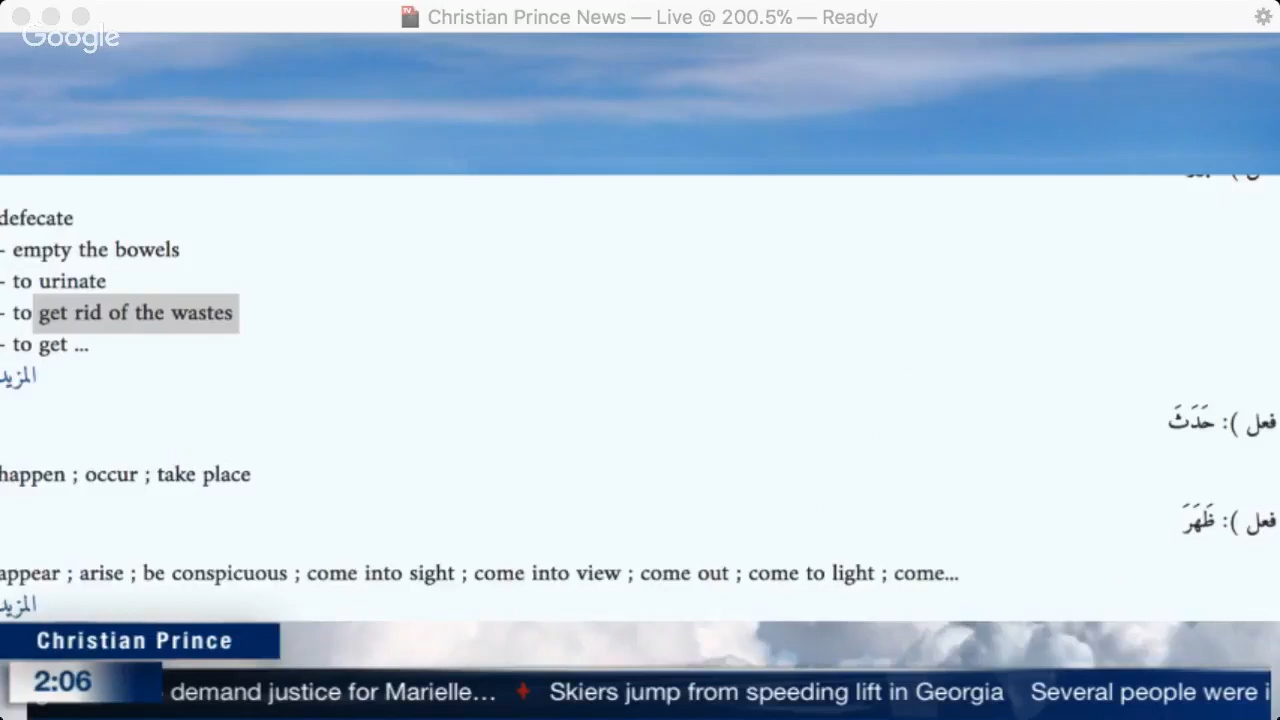 Christian Prince News — Live @ 200.5% — Ready
Google
defecate
- empty the bowels
- to urinate
- to get rid of the wastes
- to get ...
المزيد
فعل ): حَدَثَ
happen ; occur ; take place
فعل ): ظَهَرَ
appear ; arise ; be conspicuous ; come into sight ; come into view ; come out ; come to light ; come...
المزيد
Christian Prince
2:06
demand justice for Marielle... Skiers jump from speeding lift in Georgia Several people were